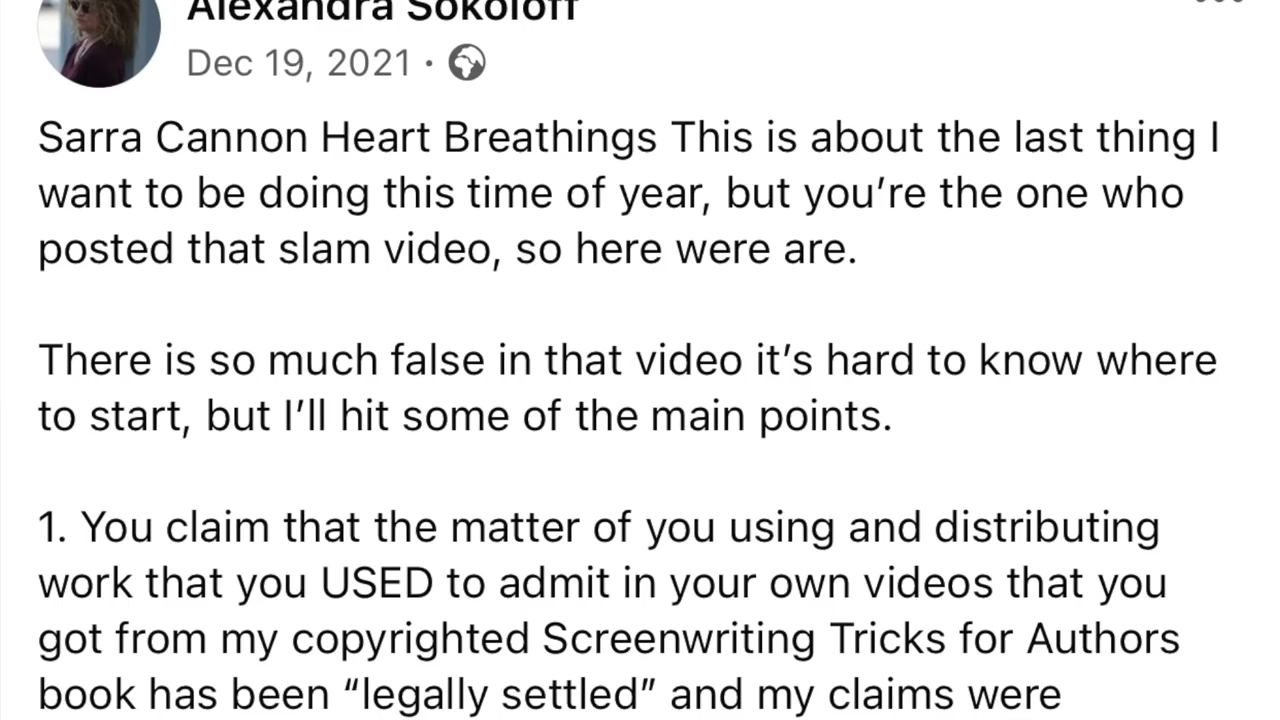 Alexandra Sokoloff
Dec 19, 2021 ·
Sarra Cannon Heart Breathings This is about the last thing I
want to be doing this time of year, but you’re the one who
posted that slam video, so here were are.
There is so much false in that video it’s hard to know where
to start, but I’ll hit some of the main points.
1. You claim that the matter of you using and distributing
work that you USED to admit in your own videos that you
got from my copyrighted Screenwriting Tricks for Authors
book has been “legally settled” and my claims were